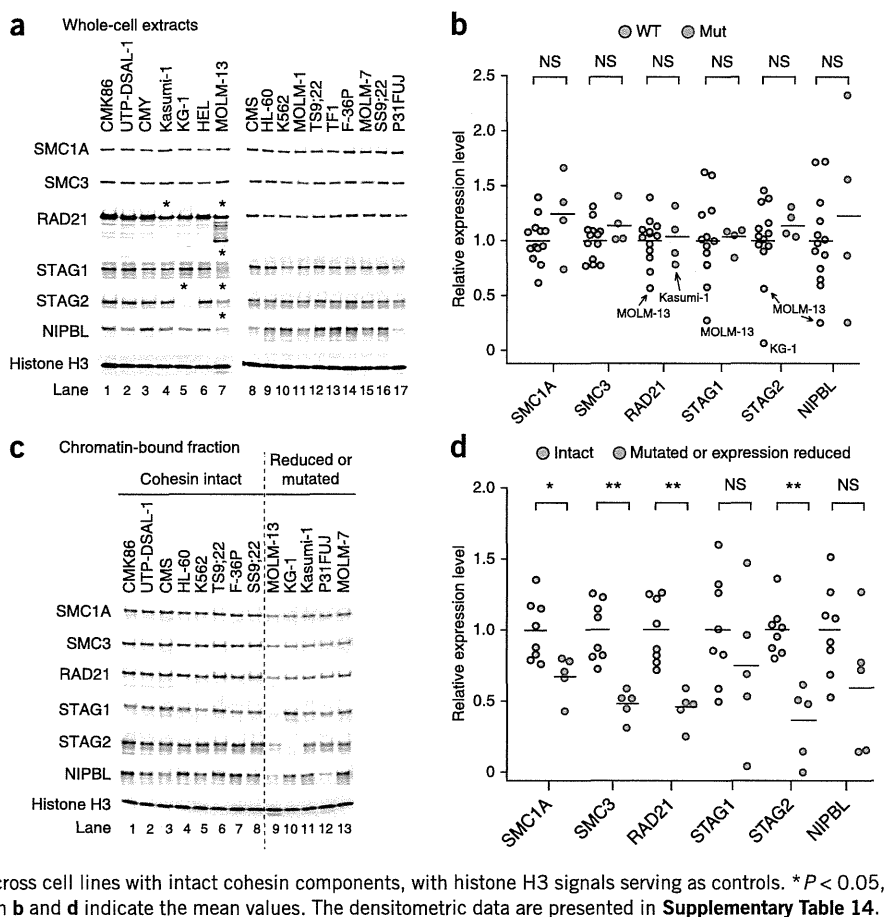 a Whole-cell extracts
CMK86 UTP-DSAL-1 CMY Kasumi-1 KG-1 HEL MOLM-13 CMS HL-60 K562 MOLM-1 TS9;22 TF1 F-36P MOLM-7 SS9;22 P31FUJ
SMC1A
SMC3
* *
RAD21
*
STAG1
* *
STAG2
*
NIPBL
Histone H3
Lane 1 2 3 4 5 6 7 8 9 10 11 12 13 14 15 16 17
b
WT Mut
NS NS NS NS NS NS
Relative expression level
2.5
2.0
1.5
1.0
0.5
0
MOLM-13
Kasumi-1
MOLM-13
MOLM-13
KG-1
SMC1A SMC3 RAD21 STAG1 STAG2 NIPBL
c Chromatin-bound fraction
Cohesin intact
Reduced or
mutated
CMK86 UTP-DSAL-1 CMS HL-60 K562 TS9;22 F-36P SS9;22 MOLM-13 KG-1 Kasumi-1 P31FUJ MOLM-7
SMC1A
SMC3
RAD21
STAG1
STAG2
NIPBL
Histone H3
Lane 1 2 3 4 5 6 7 8 9 10 11 12 13
d
Intact Mutated or expression reduced
* ** ** NS ** NS
Relative expression level
2.0
1.5
1.0
0.5
0
SMC1A SMC3 RAD21 STAG1 STAG2 NIPBL
cross cell lines with intact cohesin components, with histone H3 signals serving as controls. *P < 0.05,
b and d indicate the mean values. The densitometric data are presented in Supplementary Table 14.